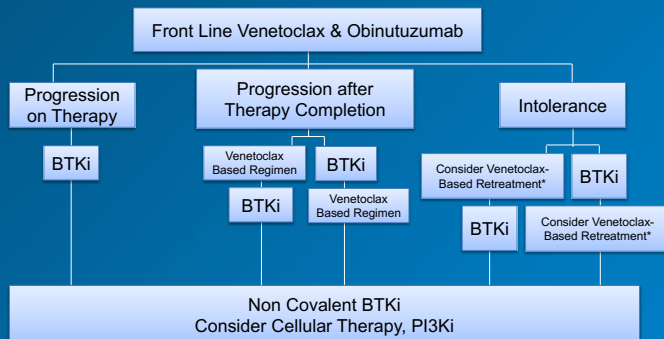 Front Line Venetoclax & Obinutuzumab
Progression
on Therapy
Progression after
Therapy Completion
Intolerance
BTKi
Venetoclax
Based Regimen
BTKi
BTKi
Venetoclax
Based Regimen
Consider Venetoclax-
Based Retreatment*
BTKi
BTKi
Consider Venetoclax-
Based Retreatment*
Non Covalent BTKi
Consider Cellular Therapy, PI3Ki